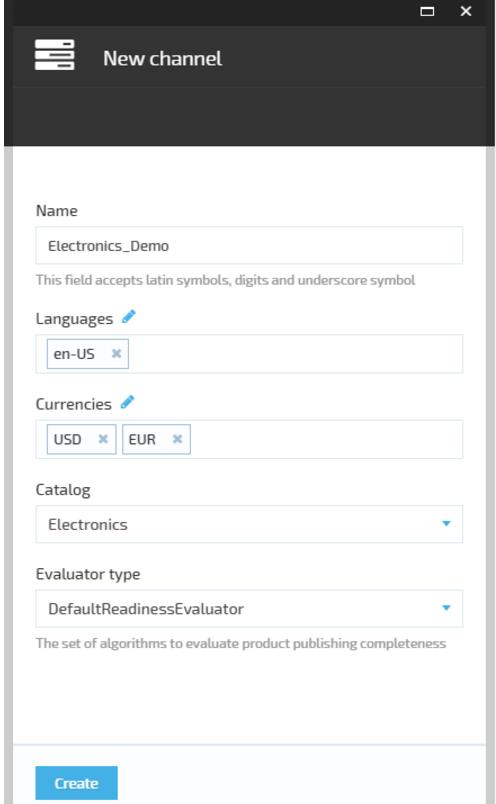 New channel
Name
Electronics_Demo
This field accepts latin symbols, digits and underscore symbol
Languages
en-US
Currencies
USD EUR
Catalog
Electronics
Evaluator type
DefaultReadinessEvaluator
The set of algorithms to evaluate product publishing completeness
Create